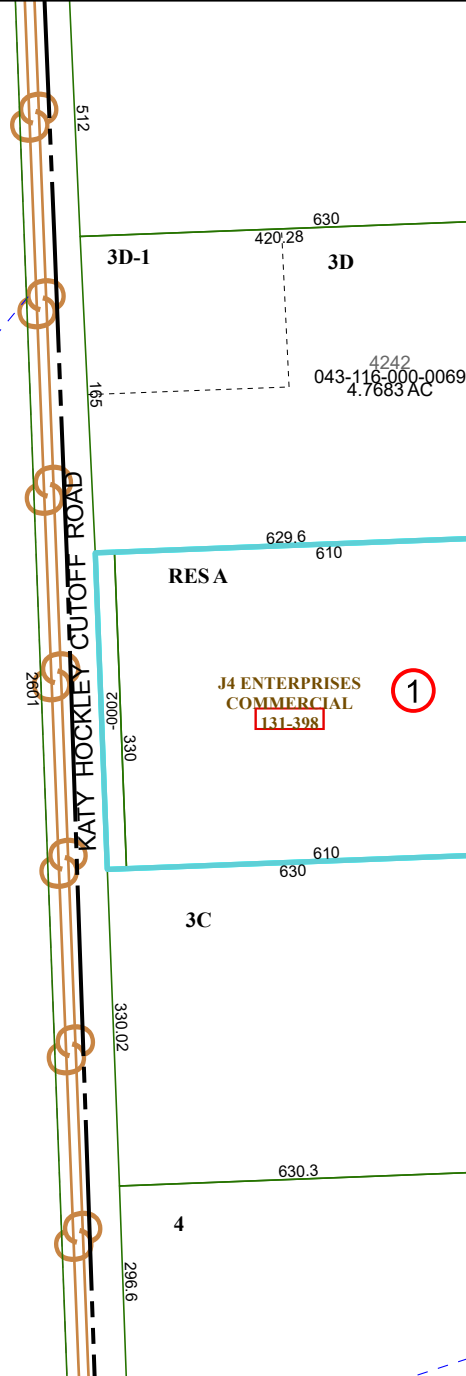 512
630
420.28
3D-1
3D
4242
043-116-000-0069
4.7683 AC
165
629.6
610
RES A
KATY HOCKLEY CUTOFF ROAD
2601
2000-
330
J4 ENTERPRISES
COMMERCIAL
131-398
1
610
630
3C
330.02
630.3
4
296.6